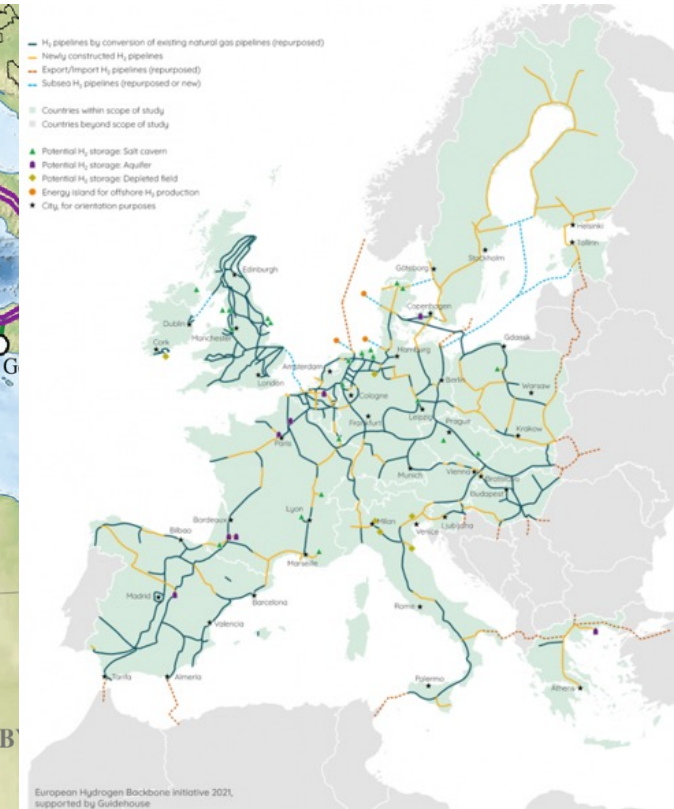 H₂ pipelines by conversion of existing natural gas pipelines (repurposed)
Newly constructed H₂ pipelines
Export/Import H₂ pipelines (repurposed)
Subsea H₂ pipelines (repurposed or new)
Countries within scope of study
Countries beyond scope of study
Potential H₂ storage: Salt cavern
Potential H₂ storage: Aquifer
Potential H₂ storage: Depleted field
Energy island for offshore H₂ production
City, for orientation purposes
Helsinki
Tallinn
Stockholm
Göteborg
Edinburgh
Copenhagen
Dublin
Manchester
Cork
Gdansk
Hamburg
Amsterdam
London
Berlin
Warsaw
Cologne
Leipzig
Frankfurt
Prague
Krakow
Paris
Munich
Vienna
Bratislava
Budapest
Lyon
Bordeaux
Milan
Venice
Ljubljana
Bilbao
Marseille
Madrid
Barcelona
Rome
Valencia
Palermo
Athens
Tarifa
Almeria
G
B
European Hydrogen Backbone initiative 2021,
supported by Guidehouse